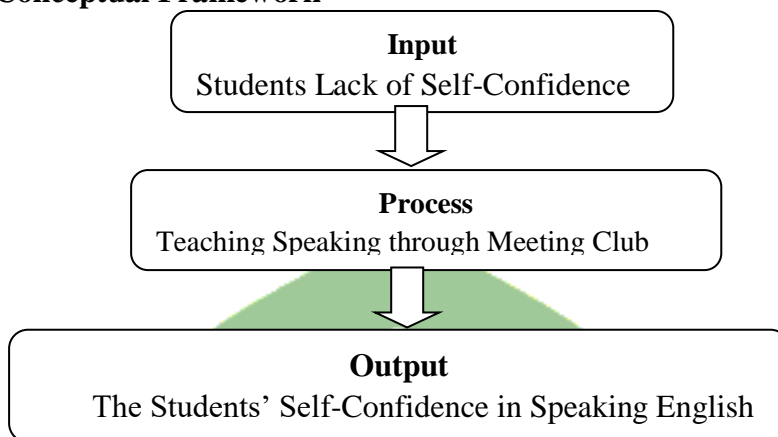 Conceptual Framework
Input
Students Lack of Self-Confidence
Process
Teaching Speaking through Meeting Club
Output
The Students’ Self-Confidence in Speaking English